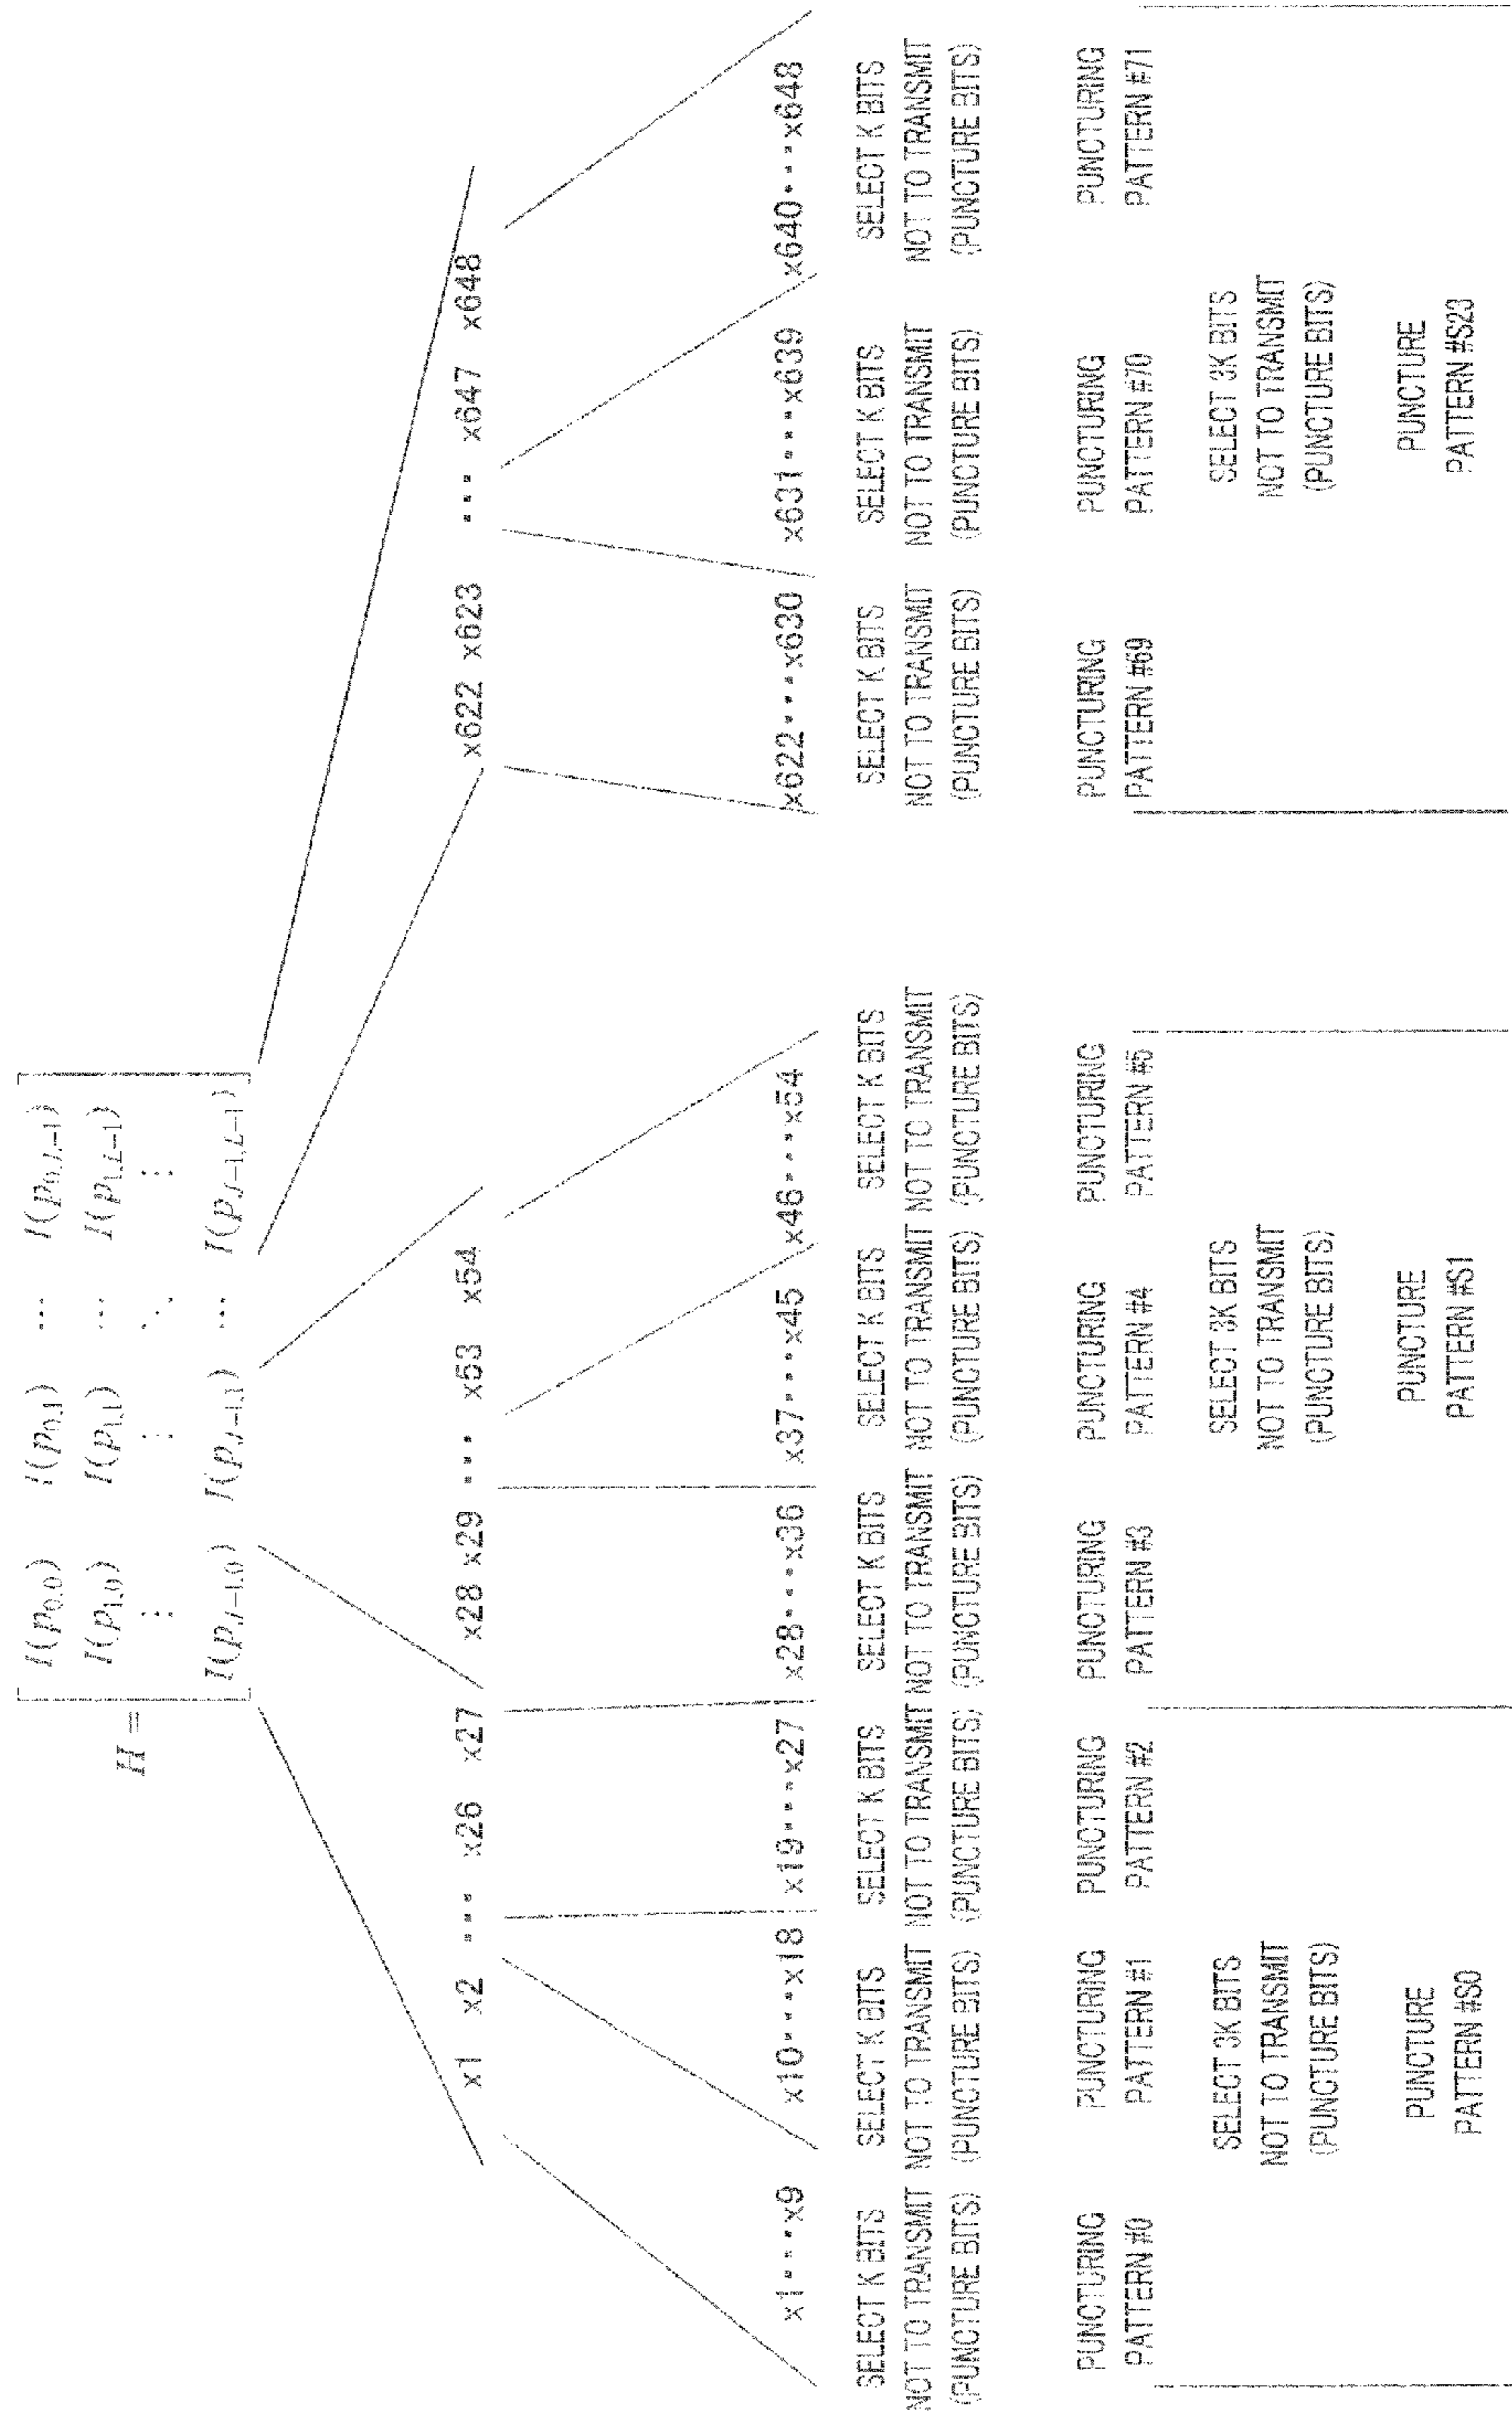 H =
I(p0,0) I(p0,1) ··· I(p0,L−1)
I(p1,0) I(p1,1) ··· I(p1,L−1)
⋮ ⋮ ⋱ ⋮
I(pJ−1,0) I(pJ−1,1) ··· I(pJ−1,L−1)
x1 x2 ··· x26 x27 x28 x29 ··· x53 x54 x622 x623 ··· x647 x648
x1···x9 x10···x18 x19···x27 x28···x36 x37···x45 x46···x54 x622···x630 x631···x639 x640···x648
SELECT K BITS SELECT K BITS SELECT K BITS SELECT K BITS SELECT K BITS SELECT K BITS SELECT K BITS SELECT K BITS SELECT K BITS
NOT TO TRANSMIT NOT TO TRANSMIT NOT TO TRANSMIT NOT TO TRANSMIT NOT TO TRANSMIT NOT TO TRANSMIT NOT TO TRANSMIT NOT TO TRANSMIT NOT TO TRANSMIT
(PUNCTURE BITS) (PUNCTURE BITS) (PUNCTURE BITS) (PUNCTURE BITS) (PUNCTURE BITS) (PUNCTURE BITS) (PUNCTURE BITS) (PUNCTURE BITS) (PUNCTURE BITS)
PUNCTURING PUNCTURING PUNCTURING PUNCTURING PUNCTURING PUNCTURING PUNCTURING PUNCTURING PUNCTURING
PATTERN #0 PATTERN #1 PATTERN #2 PATTERN #3 PATTERN #4 PATTERN #5 PATTERN #69 PATTERN #70 PATTERN #71
SELECT 3K BITS SELECT 3K BITS SELECT 3K BITS
NOT TO TRANSMIT NOT TO TRANSMIT NOT TO TRANSMIT
(PUNCTURE BITS) (PUNCTURE BITS) (PUNCTURE BITS)
PUNCTURE PUNCTURE PUNCTURE
PATTERN #S0 PATTERN #S1 PATTERN #S23